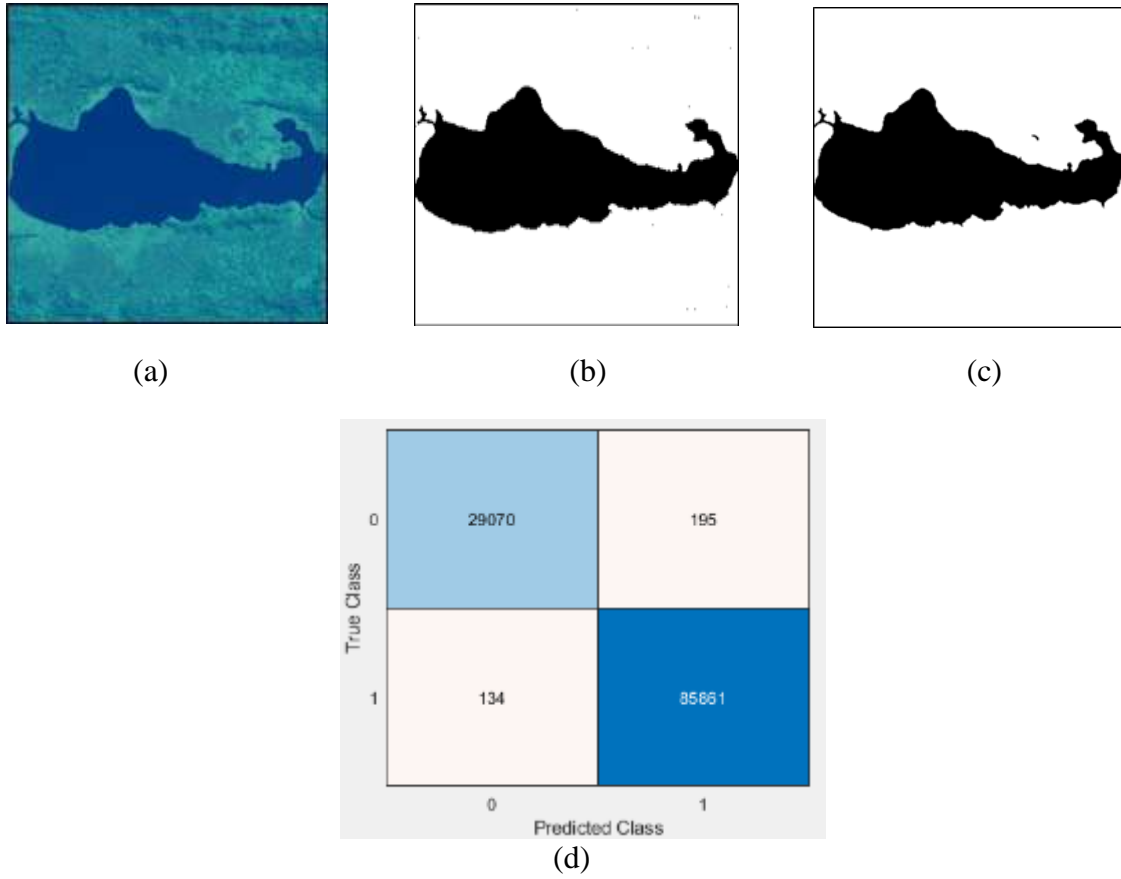 (a)
(b)
(c)
True Class
0
29070
195
1
134
85861
0
1
Predicted Class
(d)